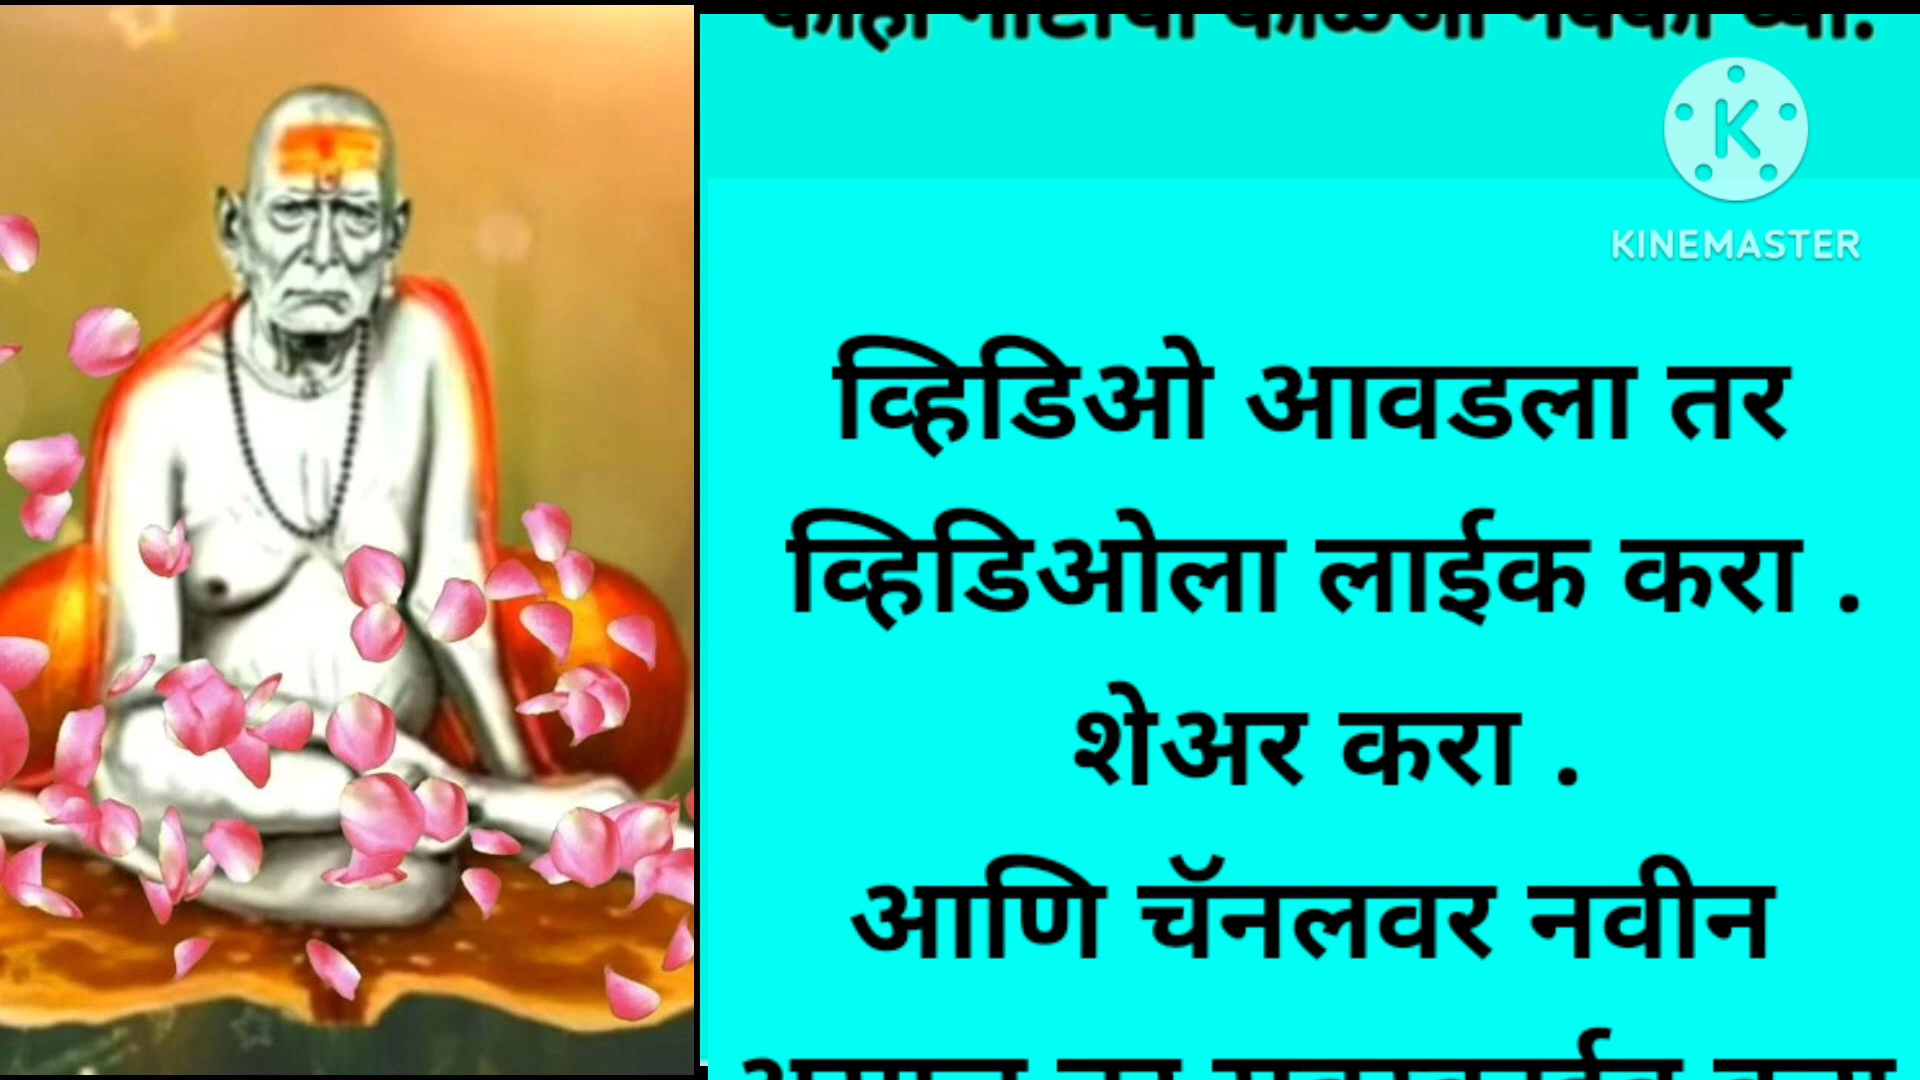 K
KINEMASTER
व्हिडिओ आवडला तर
व्हिडिओला लाईक करा .
शेअर करा .
आणि चॅनलवर नवीन